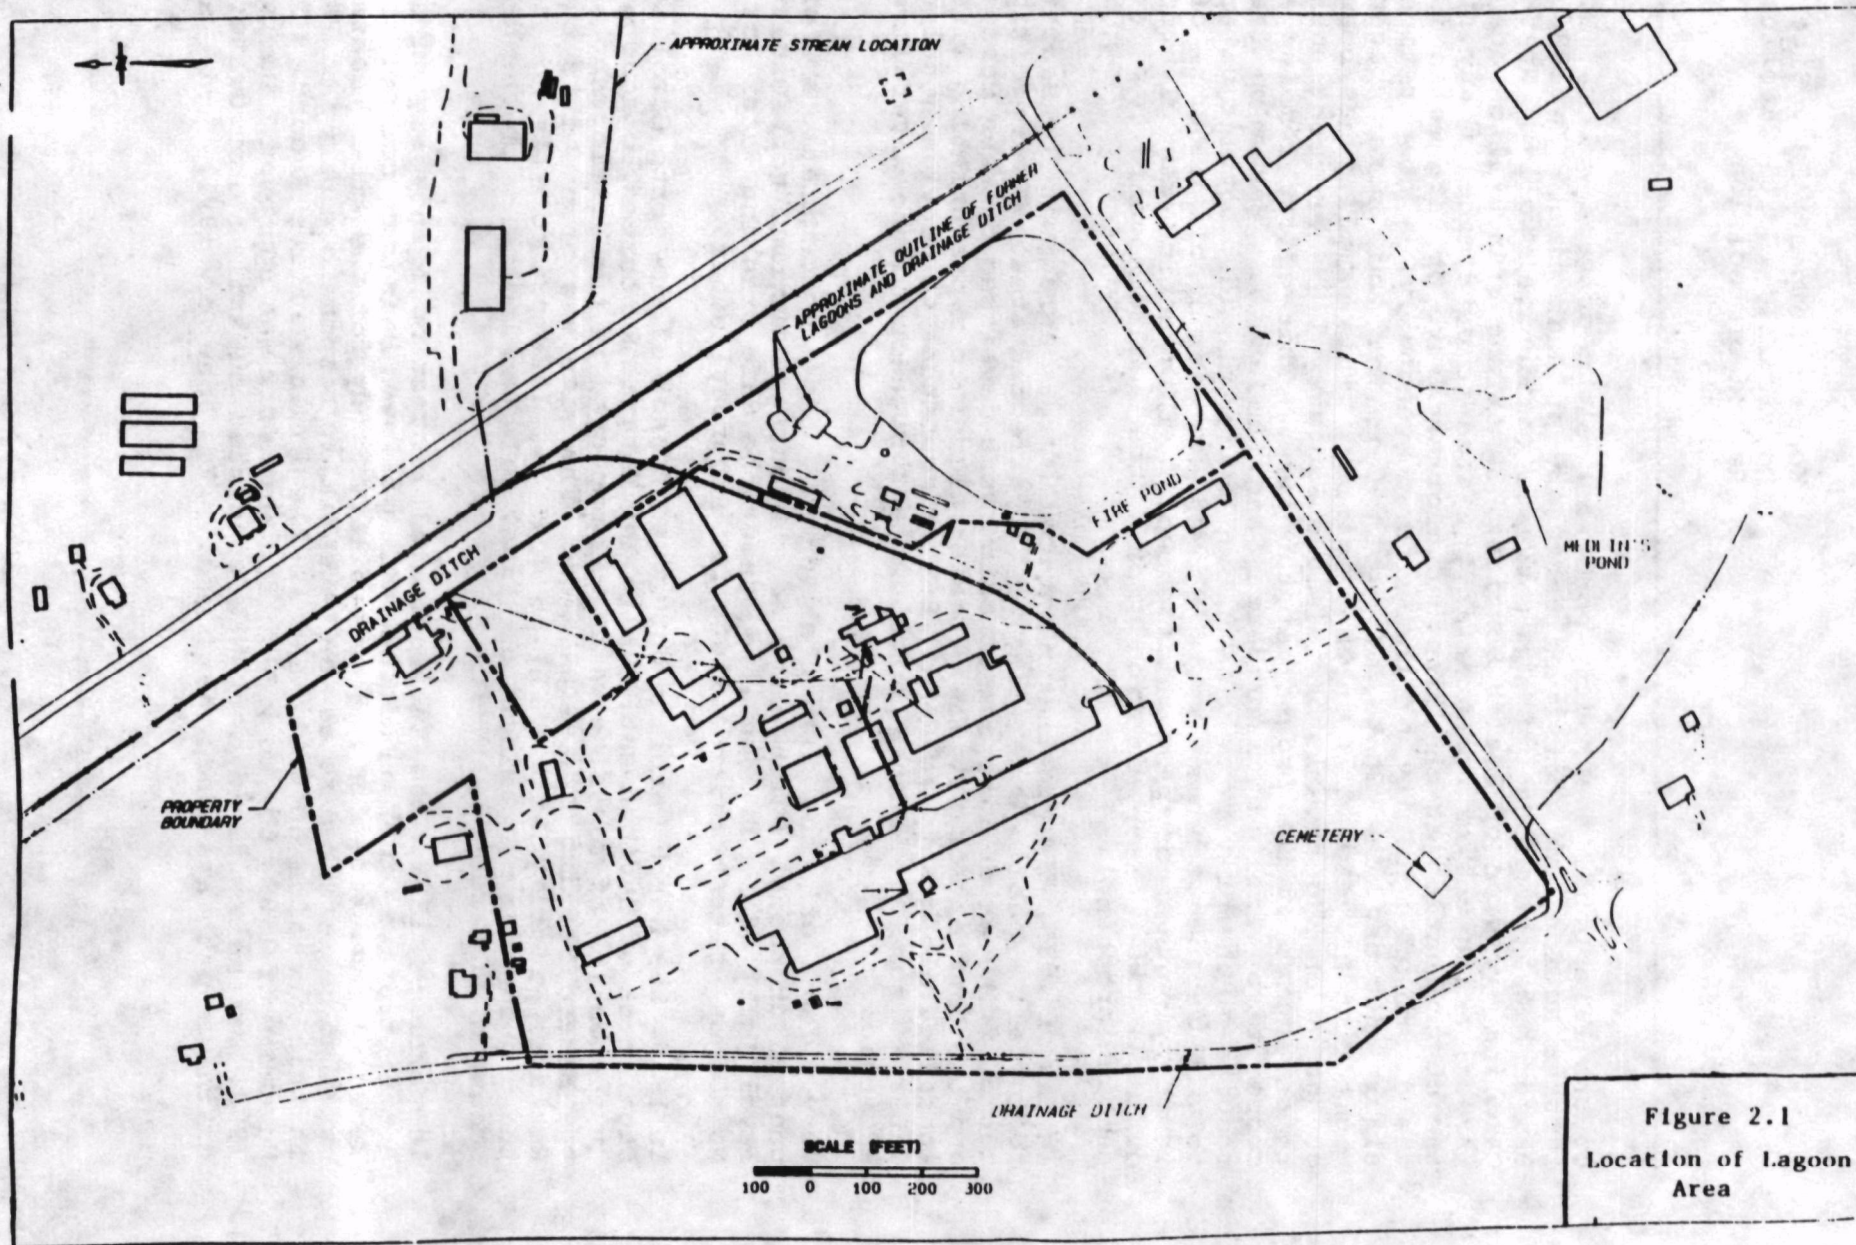 APPROXIMATE STREAM LOCATION
APPROXIMATE OUTLINE OF FORMER
LAGOONS AND DRAINAGE DITCH
FIRE POND
DRAINAGE DITCH
MEDLIN'S
POND
PROPERTY
BOUNDARY
CEMETERY
DRAINAGE DITCH
SCALE (FEET)
100 0 100 200 300
Figure 2.1
Location of Lagoon
Area